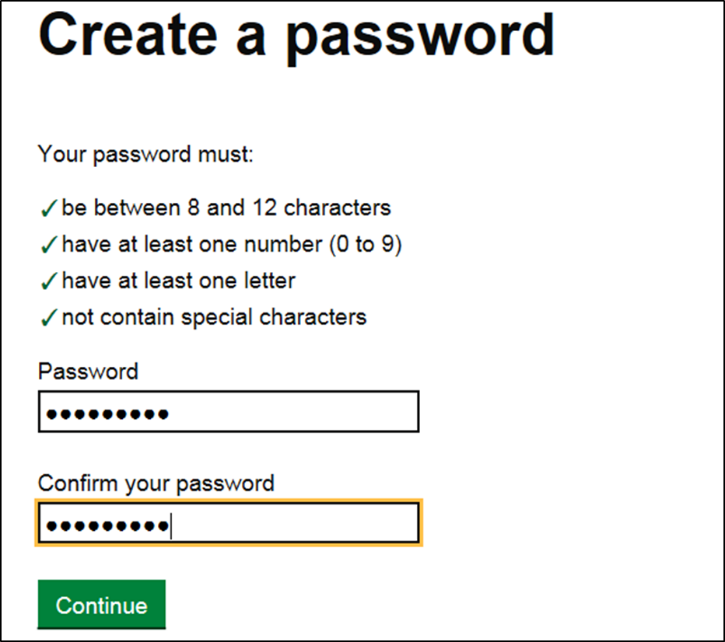 Create a password
Your password must:
✓be between 8 and 12 characters
✓have at least one number (0 to 9)
✓have at least one letter
✓not contain special characters
Password
●●●●●●●●●
Confirm your password
●●●●●●●●●
Continue